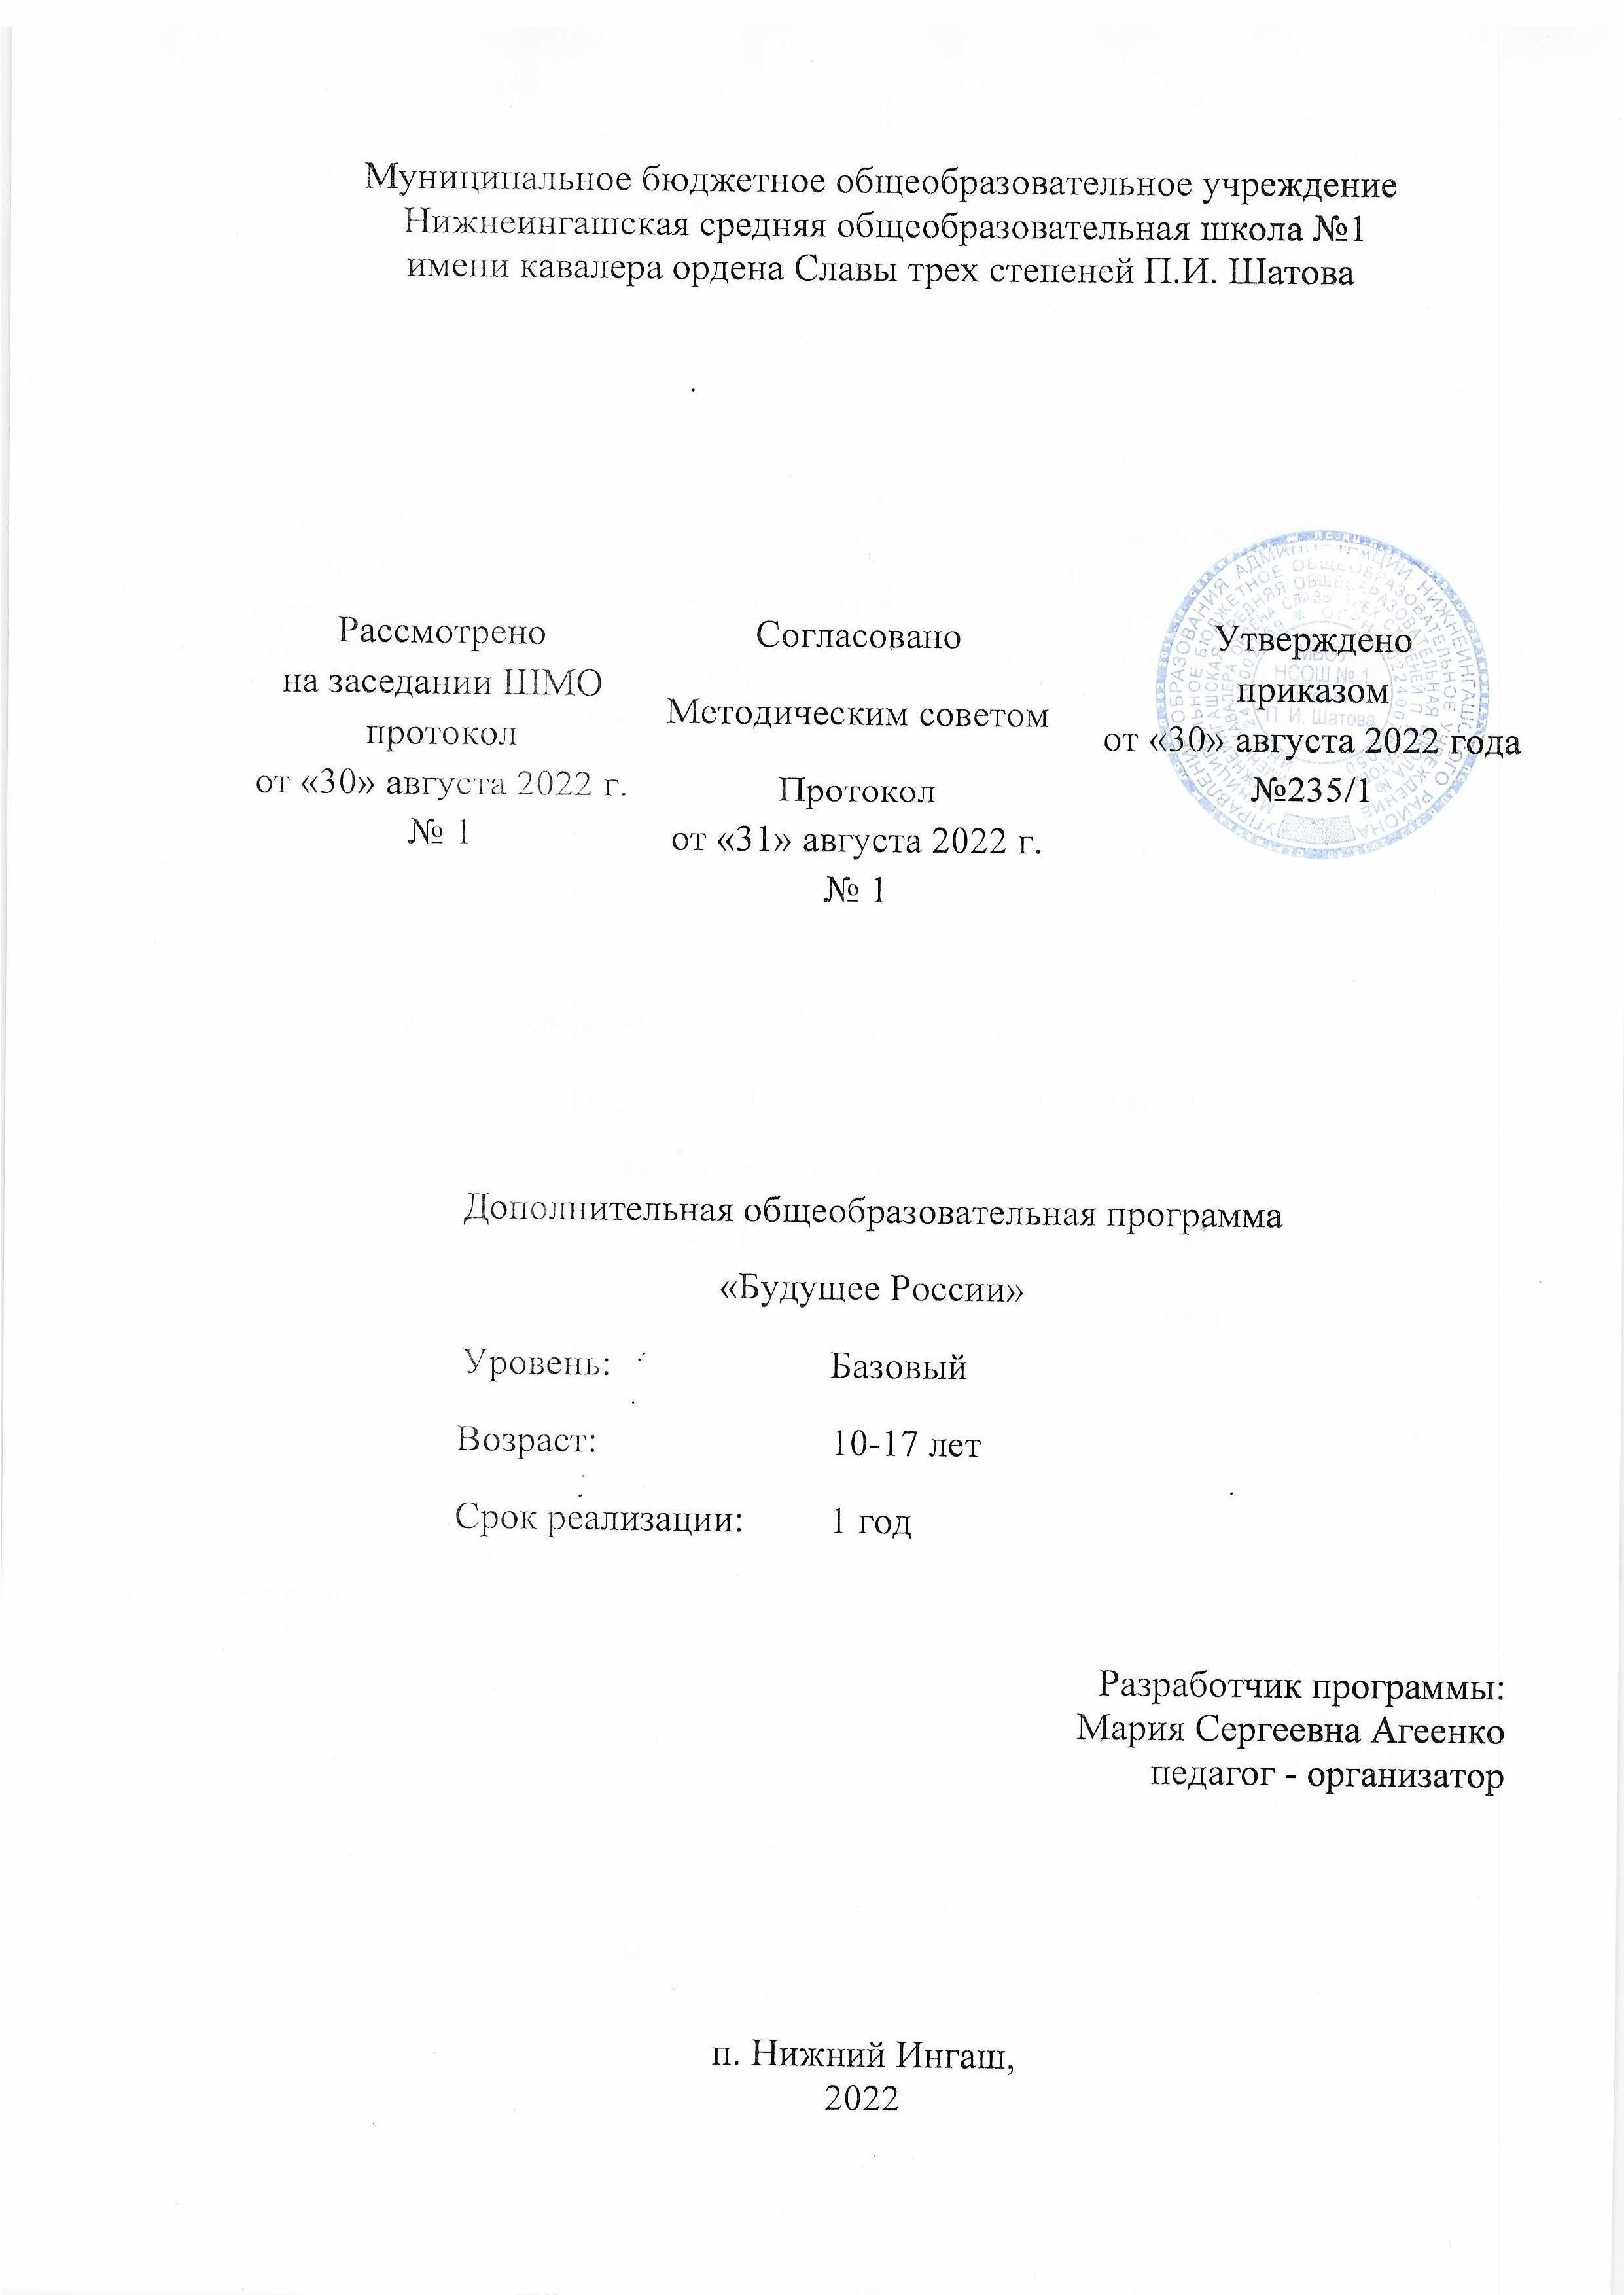 Муниципальное бюджетное общеобразовательное учреждение
Нижнеингашская средняя общеобразовательная школа №1
имени кавалера ордена Славы трех степеней П.И. Шатова
Рассмотрено
на заседании ШМО
протокол
от «30» августа 2022 г.
№ 1
Согласовано
Методическим советом
Протокол
от «31» августа 2022 г.
№ 1
Утверждено
приказом
от «30» августа 2022 года
№235/1
НСОШ № 1
П. И. Шатова
Дополнительная общеобразовательная программа
«Будущее России»
Уровень: Базовый
Возраст: 10-17 лет
Срок реализации: 1 год
Разработчик программы:
Мария Сергеевна Агеенко
педагог - организатор
п. Нижний Ингаш,
2022